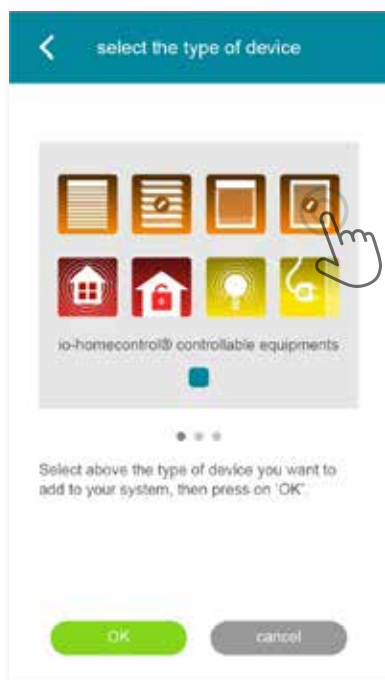 select the type of device
io-homecontrol® controllable equipments
Select above the type of device you want to
add to your system, then press on 'OK'.
OK
cancel